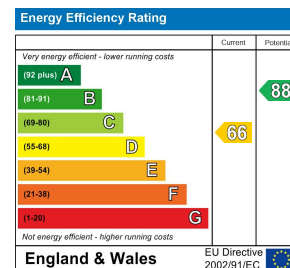 Energy Efficiency Rating
Current Potentia
Very energy efficient - lower running costs
(92 plus) A
(81-91) B
(69-80) C
(55-68) D
(39-54) E
(21-38) F
(1-20) G
66
88
Not energy efficient - higher running costs
England & Wales
EU Directive
2002/91/EC